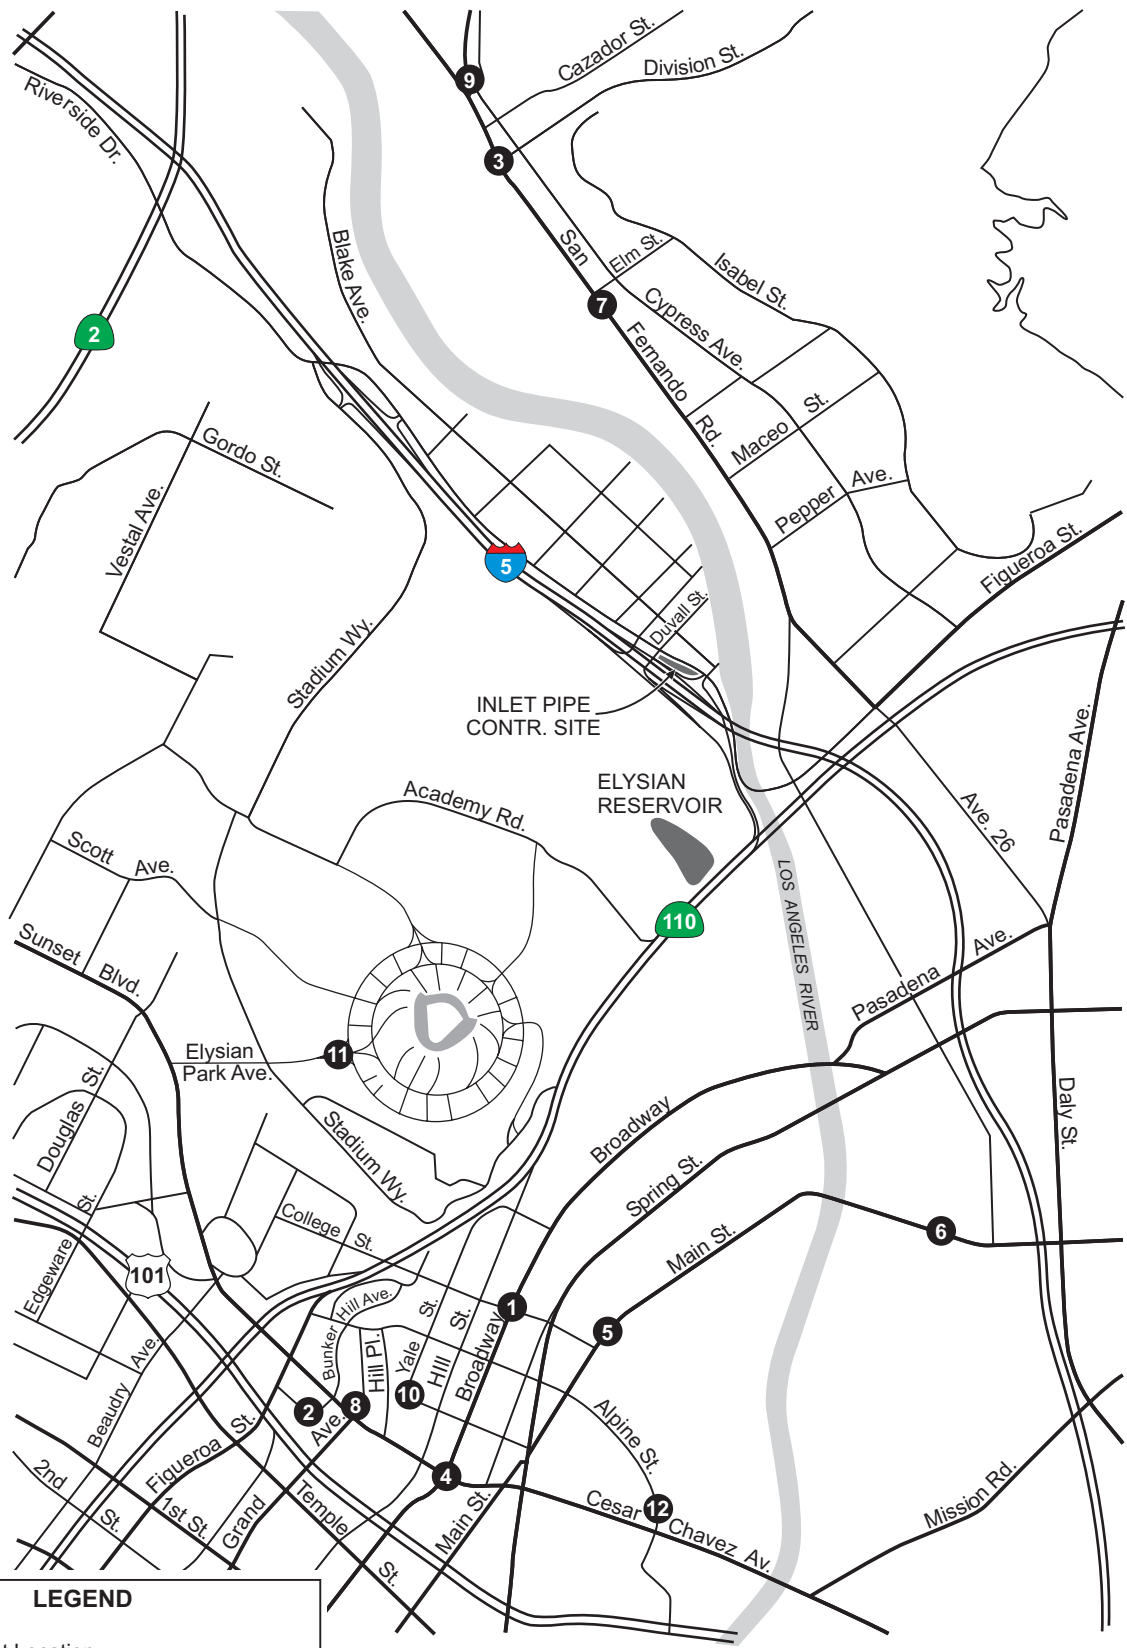 Cazador St.
Division St.
9
Riverside Dr.
3
San
Fernando
Rd.
Elm St.
Isabel St.
Blake Ave.
7
Cypress Ave.
2
Maceo St.
Gordo St.
Vestal Ave.
Pepper Ave.
5
Figueroa St.
Duvall St.
Stadium Wy.
INLET PIPE
CONTR. SITE
Pasadena Ave.
ELYSIAN
RESERVOIR
Academy Rd.
Ave. 26
Scott Ave.
LOS ANGELES RIVER
110
Sunset Blvd.
Pasadena Ave.
11
Elysian
Park Ave.
Douglas St.
Daly St.
Stadium Wy.
Broadway
Spring St.
College St.
Main St.
6
Edgeware St.
101
Hill Ave.
Bunker
1
5
Hill Pl.
Yale St.
HIll St.
Broadway
Beaudry Ave.
10
2
8
Ave.
Alpine St.
Figueroa St.
4
2nd St.
1st St.
Grand
Temple St.
Main St.
Cesar Chavez Av.
12
Mission Rd.
LEGEND